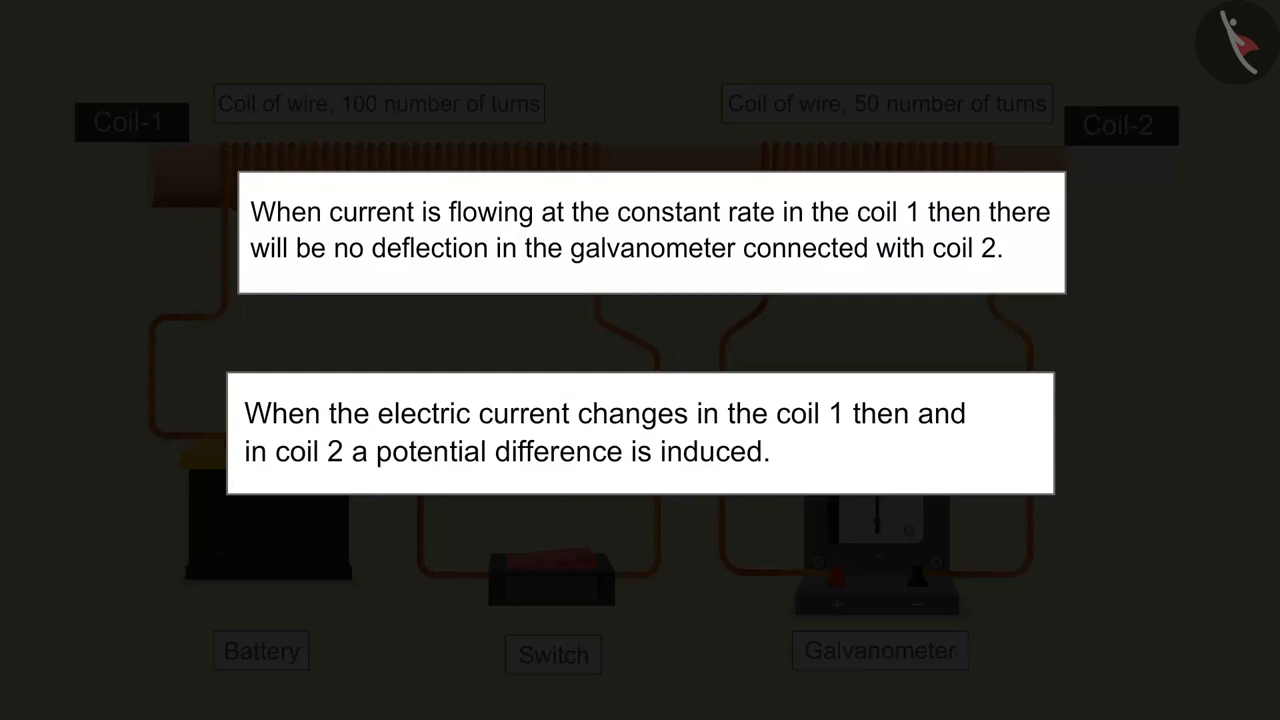 Coil of wire, 100 number of turns
Coil of wire, 50 number of turns
Coil-1
Coil-2
When current is flowing at the constant rate in the coil 1 then there
will be no deflection in the galvanometer connected with coil 2.
When the electric current changes in the coil 1 then and
in coil 2 a potential difference is induced.
+ −
Battery
Switch
Galvanometer